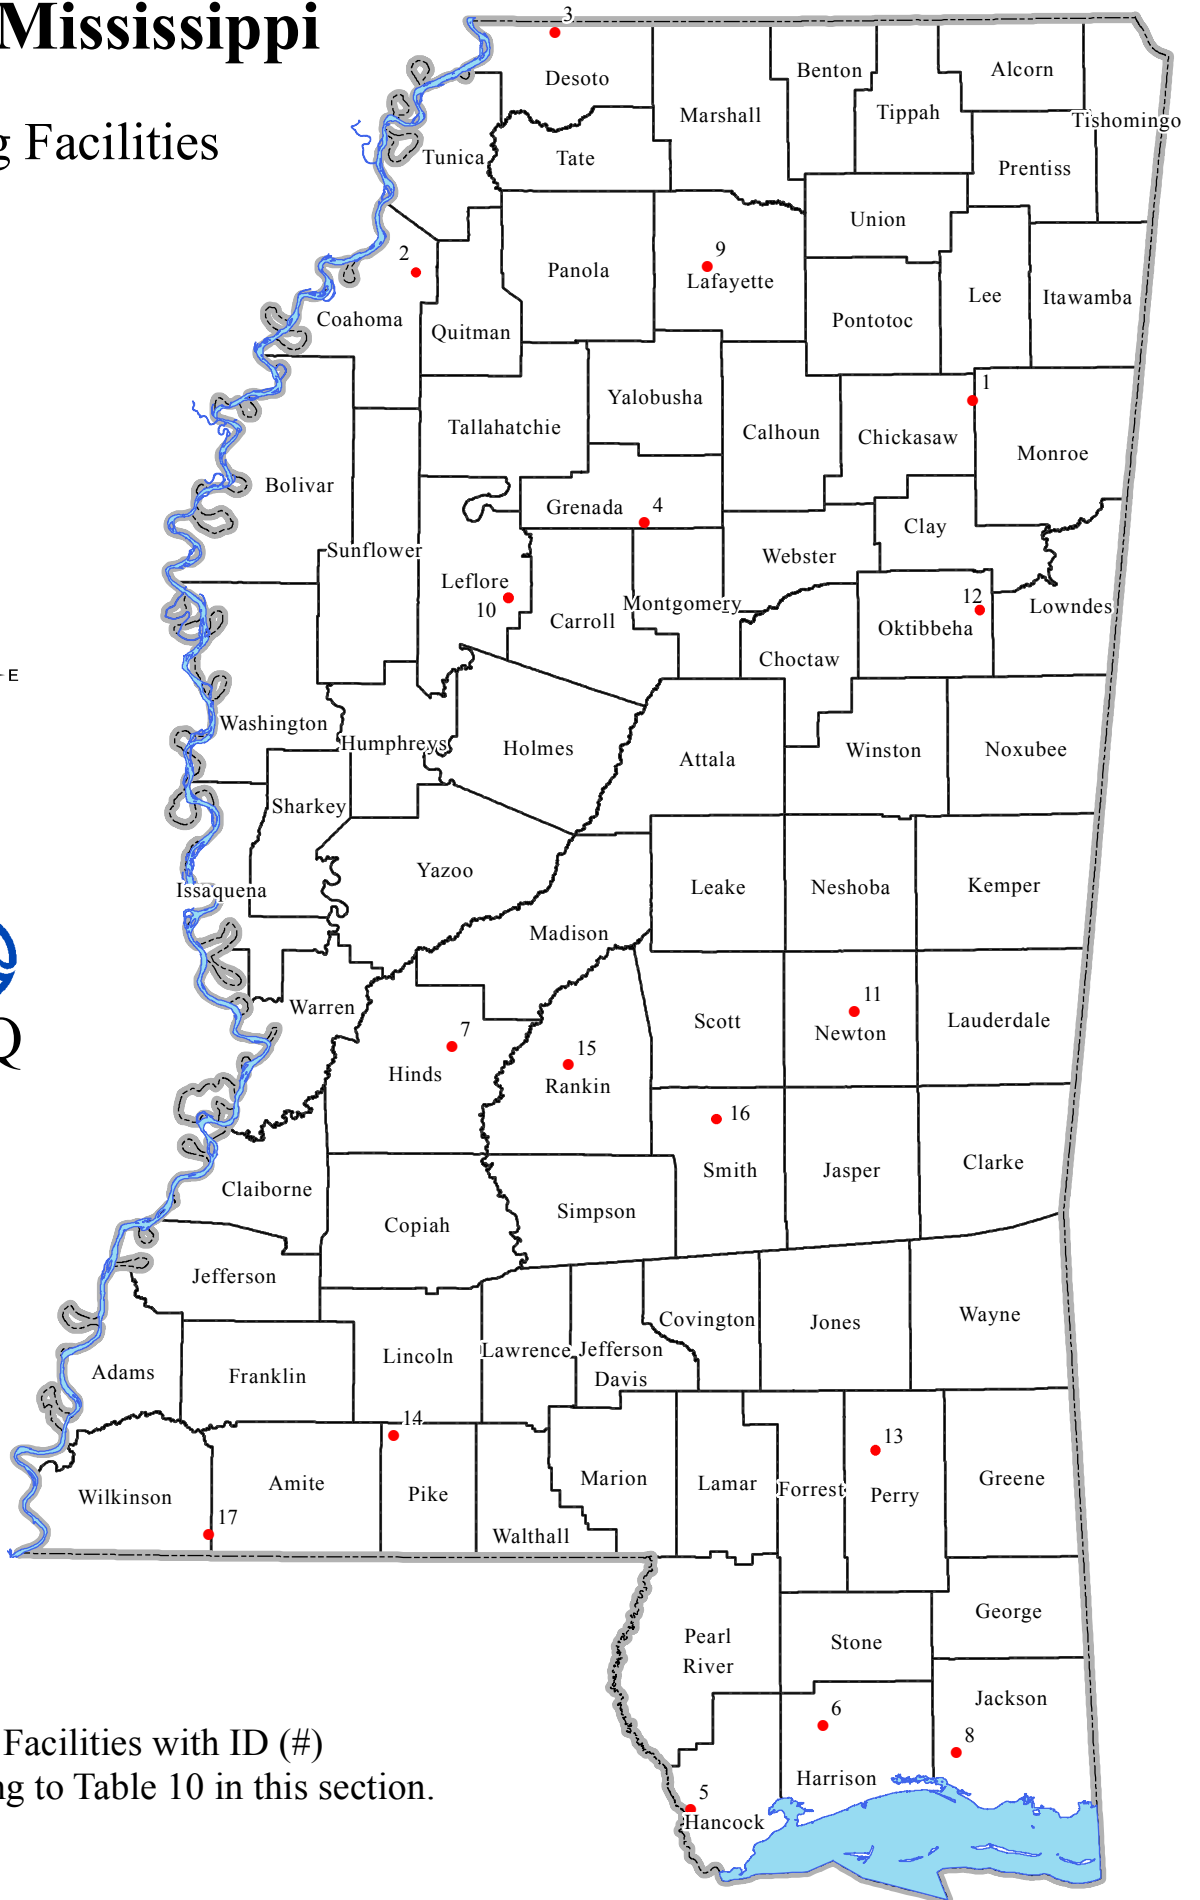 Mississippi
g Facilities
3
Desoto
Benton
Alcorn
Marshall
Tippah
Tishomingo
Tunica
Tate
Prentiss
Union
2
9
Panola
Lafayette
Lee
Itawamba
Coahoma
Quitman
Pontotoc
1
Yalobusha
Tallahatchie
Calhoun
Chickasaw
Monroe
Bolivar
Grenada
4
Clay
Sunflower
Webster
Leflore
10
Montgomery
12
Lowndes
Carroll
Oktibbeha
Choctaw
E
Washington
Humphreys
Holmes
Attala
Winston
Noxubee
Sharkey
Yazoo
Issaquena
Leake
Neshoba
Kemper
Madison
Warren
11
Scott
Newton
Lauderdale
Q
7
15
Hinds
Rankin
16
Smith
Jasper
Clarke
Claiborne
Copiah
Simpson
Jefferson
Covington
Jones
Wayne
Lincoln
Lawrence
Jefferson
Davis
Adams
Franklin
14
13
Wilkinson
Amite
Pike
Marion
Lamar
Forrest
Perry
Greene
17
Walthall
George
Pearl
River
Stone
Jackson
6
8
Facilities with ID (#)
ng to Table 10 in this section.
Harrison
5
Hancock